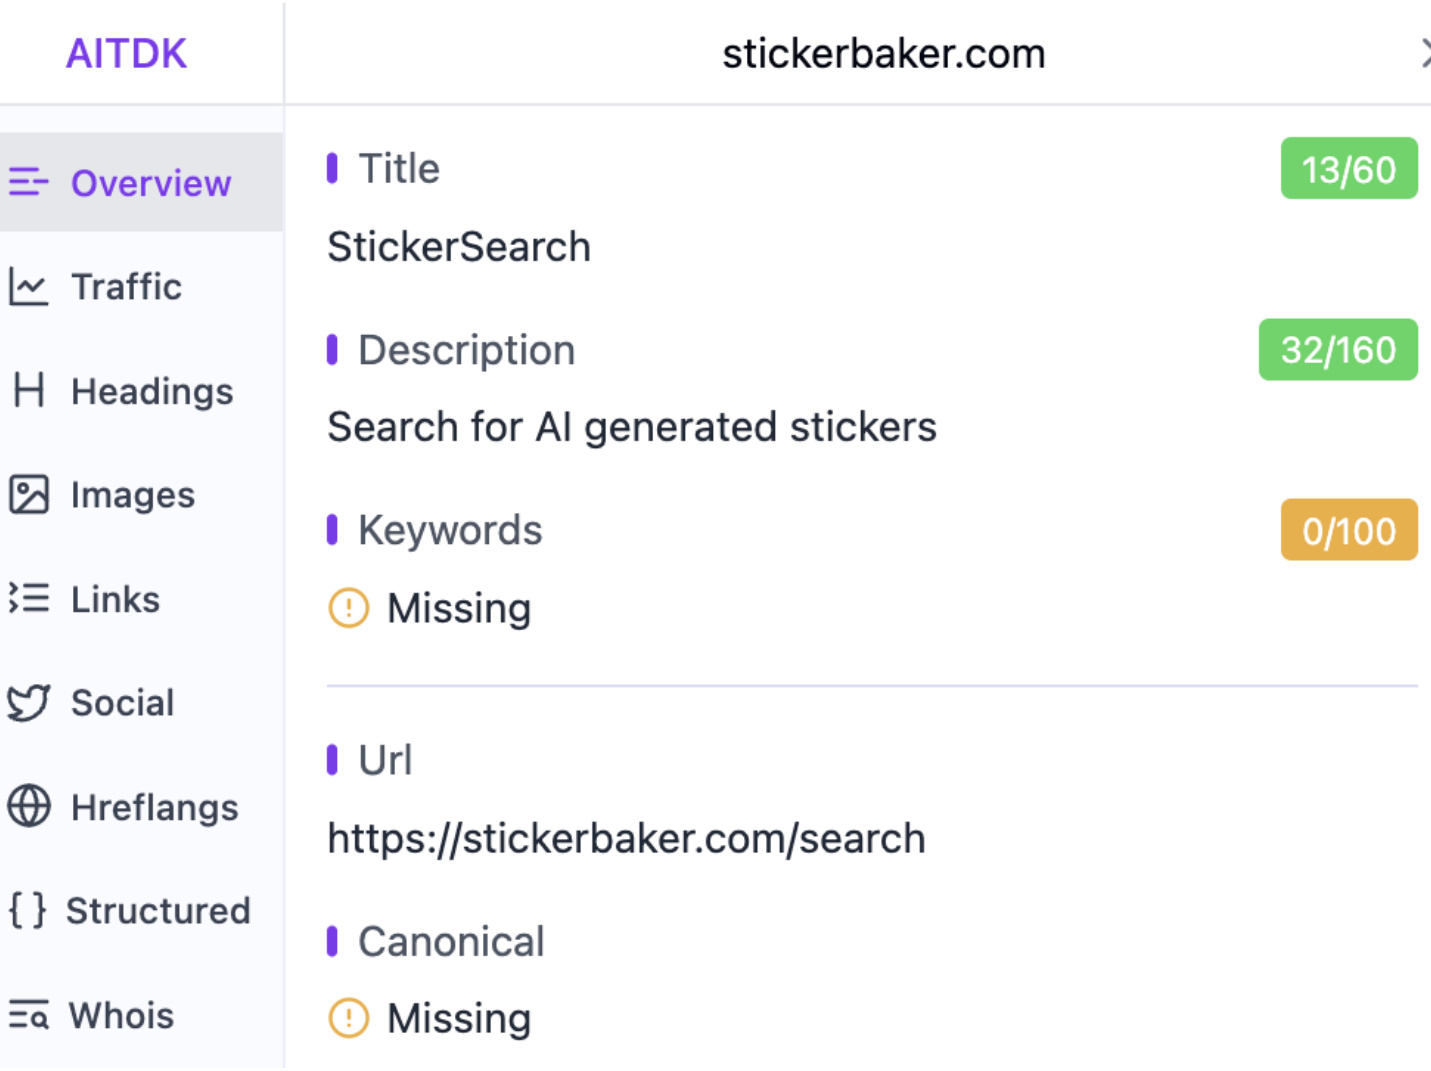 AITDK
stickerbaker.com
Overview
Traffic
Headings
Images
Links
Social
Hreflangs
Structured
Whois
Title
13/60
StickerSearch
Description
32/160
Search for AI generated stickers
Keywords
0/100
Missing
Url
https://stickerbaker.com/search
Canonical
Missing